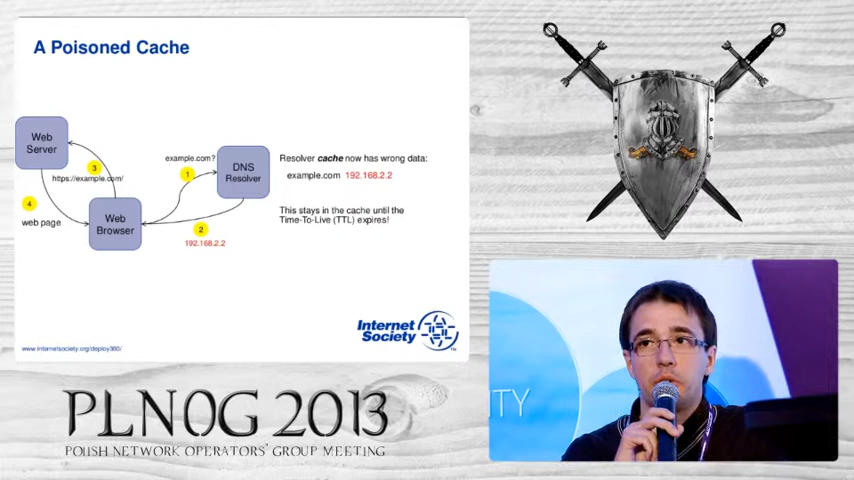 A Poisoned Cache
Web
Server
example.com?
DNS
Resolver
Resolver cache now has wrong data:
example.com 192.168.2.2
3
1
https://example.com/
4
web page
Web
Browser
2
192.168.2.2
This stays in the cache until the
Time-To-Live (TTL) expires!
Internet
Society
TM
www.internetsociety.org/deploy360/
ITY
PLNOG 2013
POLISH NETWORK OPERATORS' GROUP MEETING